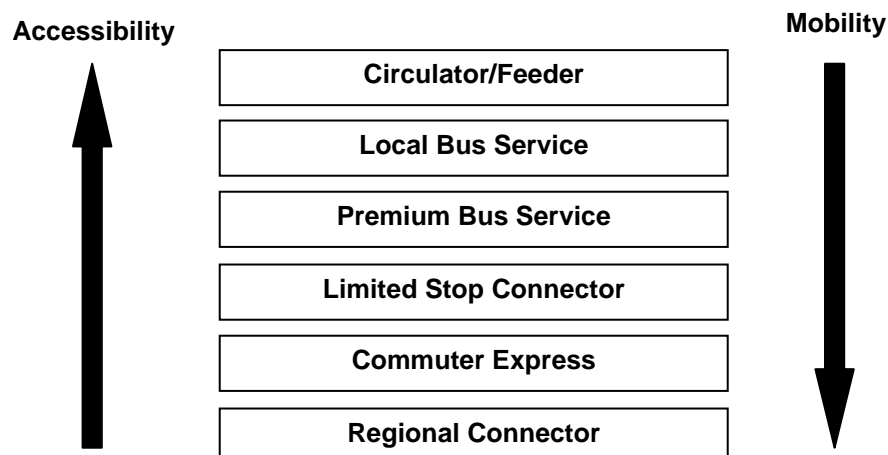 Accessibility
Mobility
Circulator/Feeder
Local Bus Service
Premium Bus Service
Limited Stop Connector
Commuter Express
Regional Connector